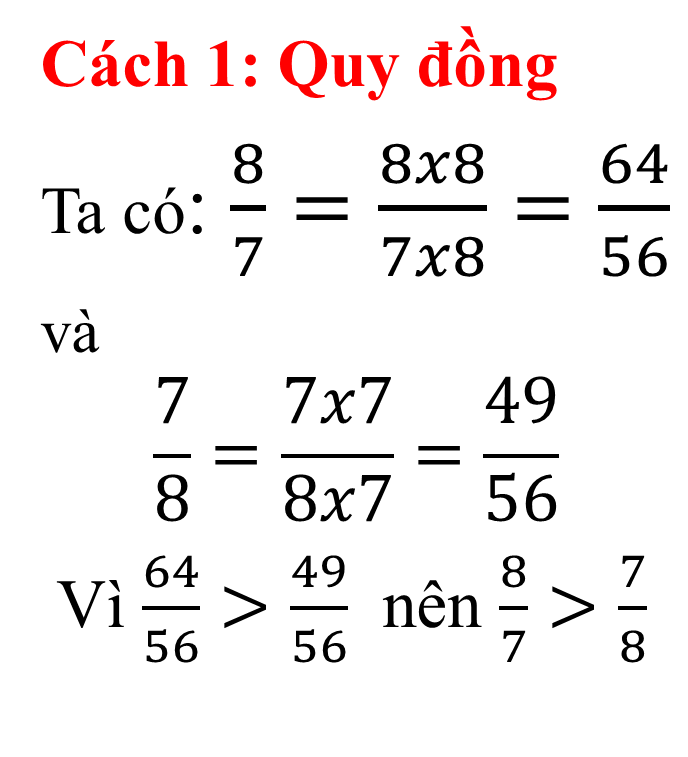 Cách 1: Quy đồng
Ta có: 8/7 = 8x8/7x8 = 64/56
và
7/8 = 7x7/8x7 = 49/56
Vì 64/56 > 49/56 nên 8/7 > 7/8